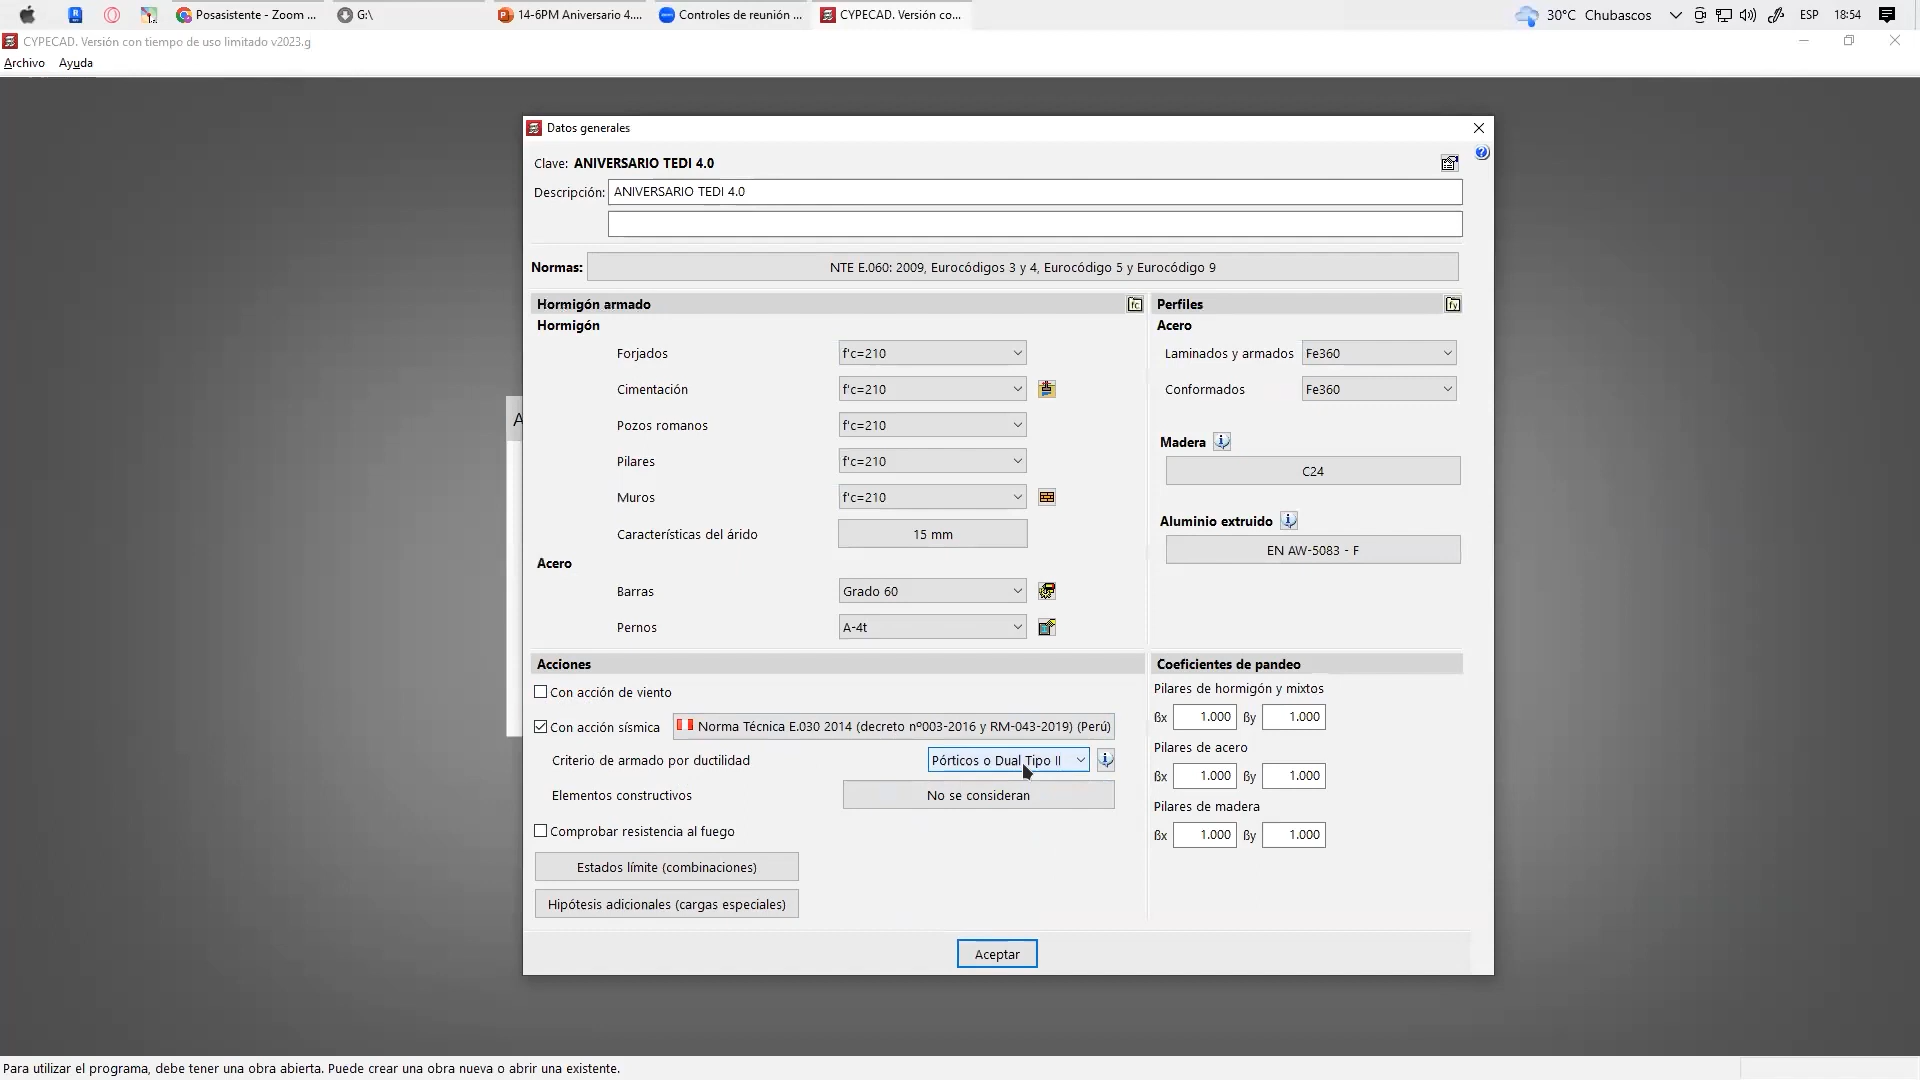 Posasistente - Zoom ...
G:\
14-6PM Aniversario 4....
Controles de reunión ...
CYPECAD. Versión co...
30°C Chubascos
ESP
18:54
CYPECAD. Versión con tiempo de uso limitado v2023.g
Archivo Ayuda
Datos generales
Clave: ANIVERSARIO TEDI 4.0
Descripción: ANIVERSARIO TEDI 4.0
Normas: NTE E.060: 2009, Eurocódigos 3 y 4, Eurocódigo 5 y Eurocódigo 9
Hormigón armado
Hormigón
Forjados f'c=210
Cimentación f'c=210
Pozos romanos f'c=210
Pilares f'c=210
Muros f'c=210
Características del árido 15 mm
Acero
Barras Grado 60
Pernos A-4t
Perfiles
Acero
Laminados y armados Fe360
Conformados Fe360
Madera
C24
Aluminio extruido
EN AW-5083 - F
Acciones
Con acción de viento
Con acción sísmica Norma Técnica E.030 2014 (decreto nº003-2016 y RM-043-2019) (Perú)
Criterio de armado por ductilidad Pórticos o Dual Tipo II
Elementos constructivos No se consideran
Comprobar resistencia al fuego
Estados límite (combinaciones)
Hipótesis adicionales (cargas especiales)
Coeficientes de pandeo
Pilares de hormigón y mixtos
ßx 1.000 ßy 1.000
Pilares de acero
ßx 1.000 ßy 1.000
Pilares de madera
ßx 1.000 ßy 1.000
Aceptar
Para utilizar el programa, debe tener una obra abierta. Puede crear una obra nueva o abrir una existente.